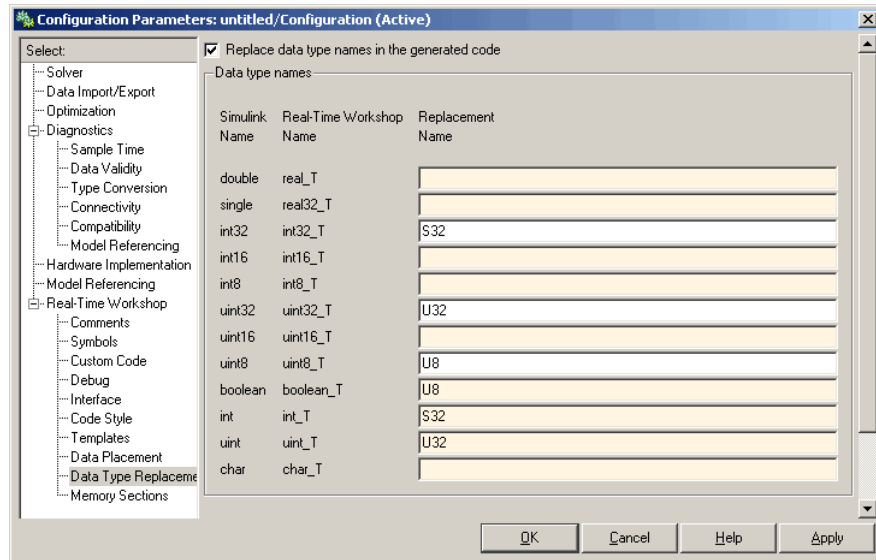 Configuration Parameters: untitled/Configuration (Active)
Select:
Solver
Data Import/Export
Optimization
Diagnostics
Sample Time
Data Validity
Type Conversion
Connectivity
Compatibility
Model Referencing
Hardware Implementation
Model Referencing
Real-Time Workshop
Comments
Symbols
Custom Code
Debug
Interface
Code Style
Templates
Data Placement
Data Type Replaceme
Memory Sections
Replace data type names in the generated code
Data type names
Simulink Real-Time Workshop Replacement
Name Name Name
double real_T
single real32_T
int32 int32_T S32
int16 int16_T
int8 int8_T
uint32 uint32_T U32
uint16 uint16_T
uint8 uint8_T U8
boolean boolean_T U8
int int_T S32
uint uint_T U32
char char_T
OK Cancel Help Apply